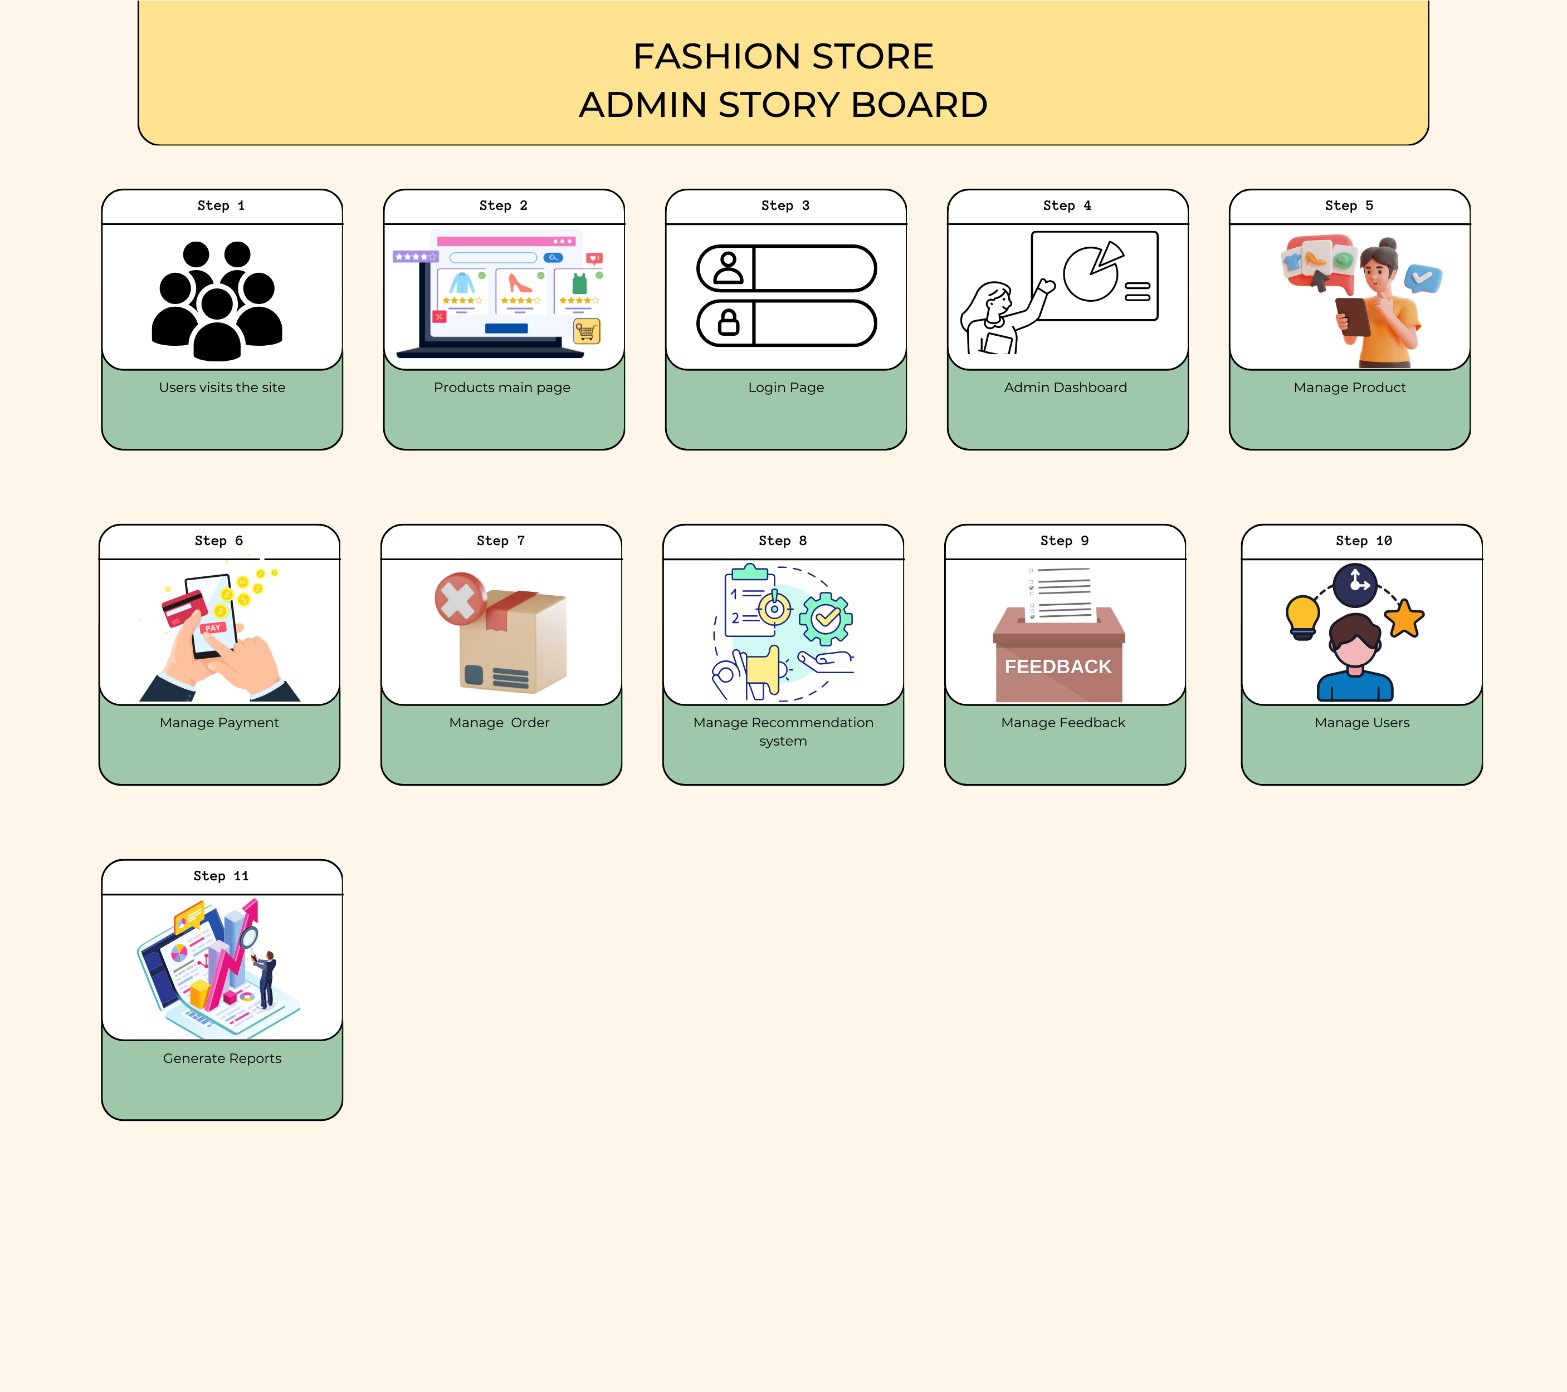 FASHION STORE
ADMIN STORY BOARD
Step 1
Users visits the site
Step 2
Products main page
Step 3
Login Page
Step 4
Admin Dashboard
Step 5
Manage Product
Step 6
PAY
Manage Payment
Step 7
Manage  Order
Step 8
1
2
Manage Recommendation
system
Step 9
FEEDBACK
Manage Feedback
Step 10
Manage Users
Step 11
Generate Reports